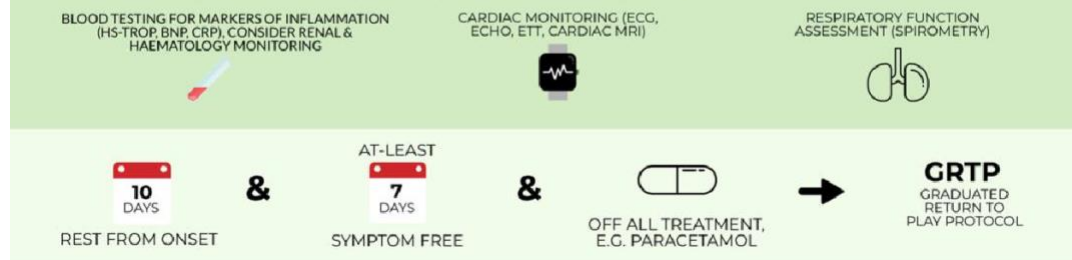 BLOOD TESTING FOR MARKERS OF INFLAMMATION
(HS-TROP, BNP, CRP), CONSIDER RENAL &
HAEMATOLOGY MONITORING
CARDIAC MONITORING (ECG,
ECHO, ETT, CARDIAC MRI)
RESPIRATORY FUNCTION
ASSESSMENT (SPIROMETRY)
10
DAYS
REST FROM ONSET
&
AT-LEAST
7
DAYS
SYMPTOM FREE
&
OFF ALL TREATMENT,
E.G. PARACETAMOL
GRTP
GRADUATED
RETURN TO
PLAY PROTOCOL